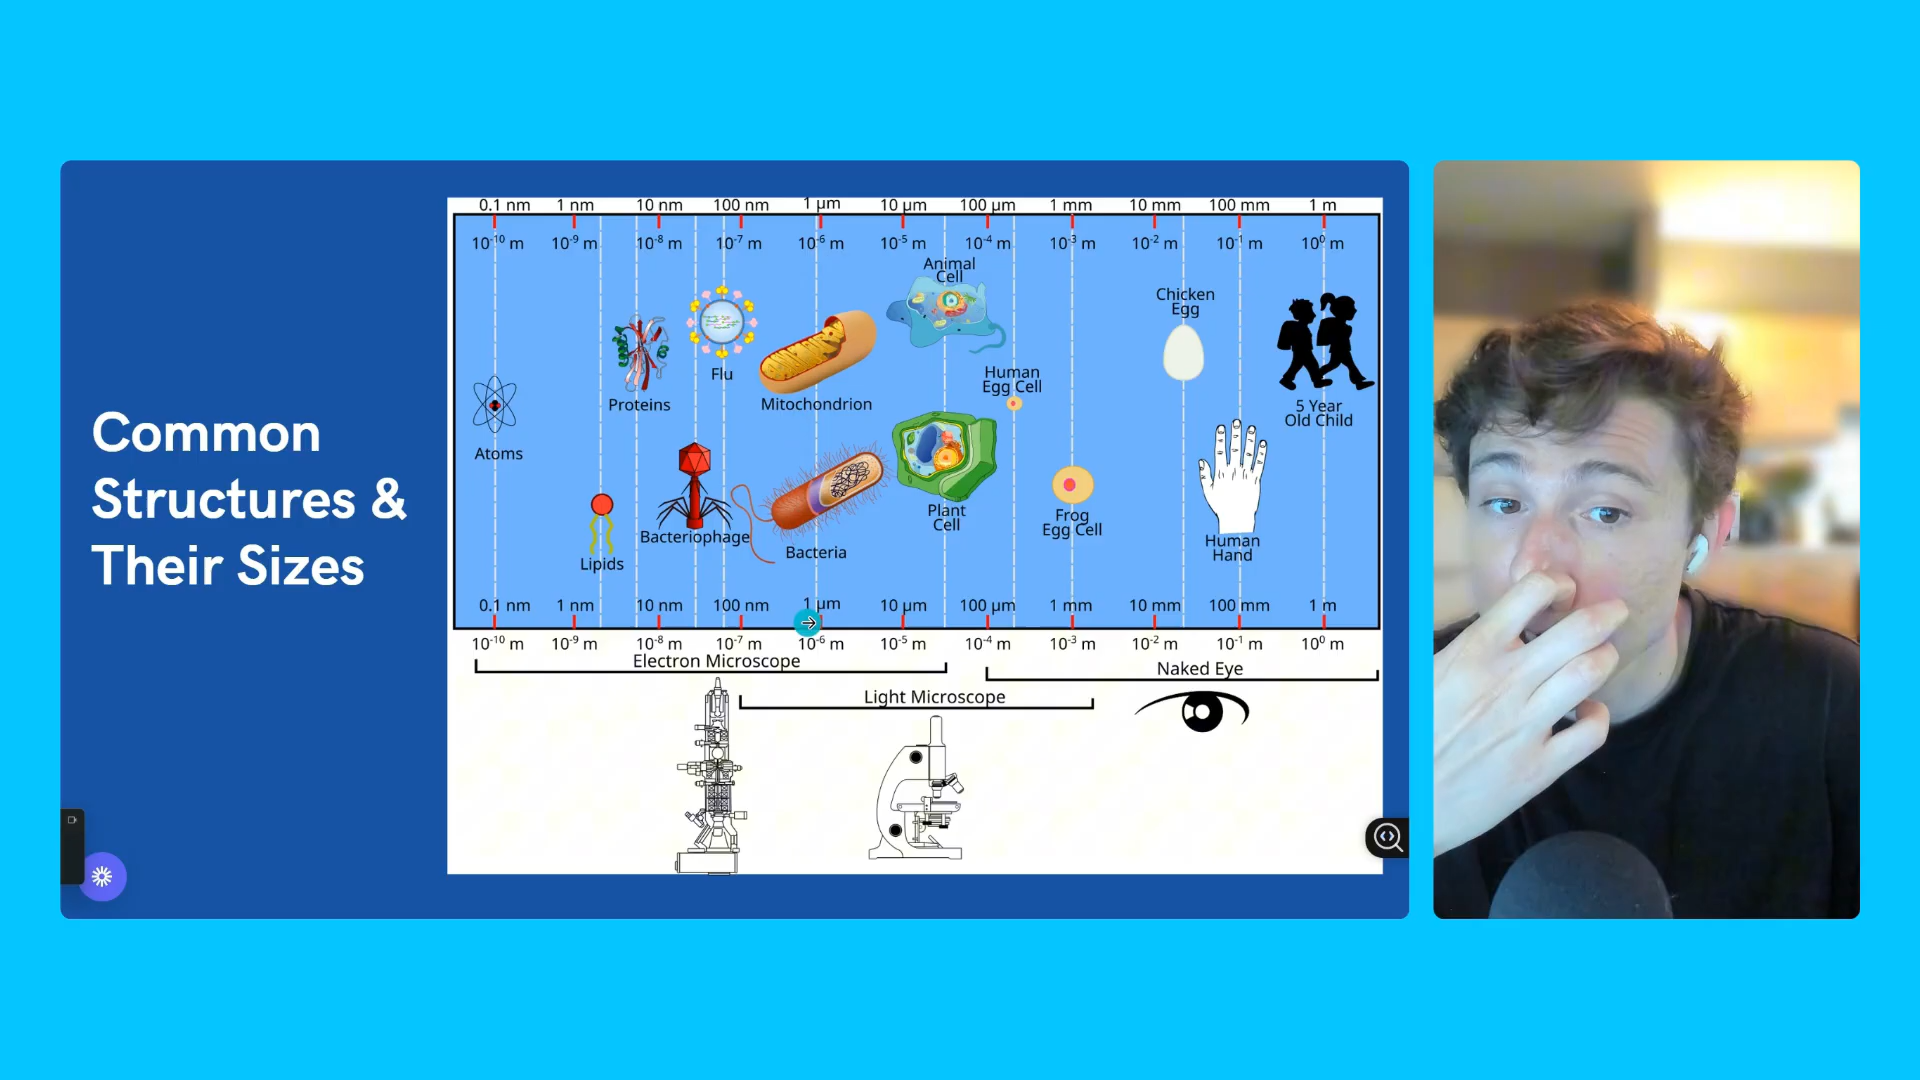 Common
Structures &
Their Sizes
0.1 nm 1 nm 10 nm 100 nm 1 µm 10 µm 100 µm 1 mm 10 mm 100 mm 1 m
10⁻¹⁰ m 10⁻⁹ m 10⁻⁸ m 10⁻⁷ m 10⁻⁶ m 10⁻⁵ m 10⁻⁴ m 10⁻³ m 10⁻² m 10⁻¹ m 10⁰ m
Animal
Cell
Chicken
Egg
Flu
Human
Egg Cell
Proteins
Mitochondrion
5 Year
Old Child
Atoms
Plant
Cell
Frog
Egg Cell
Bacteriophage
Human
Hand
Bacteria
Lipids
0.1 nm 1 nm 10 nm 100 nm 1 µm 10 µm 100 µm 1 mm 10 mm 100 mm 1 m
10⁻¹⁰ m 10⁻⁹ m 10⁻⁸ m 10⁻⁷ m 10⁻⁶ m 10⁻⁵ m 10⁻⁴ m 10⁻³ m 10⁻² m 10⁻¹ m 10⁰ m
Electron Microscope
Naked Eye
Light Microscope